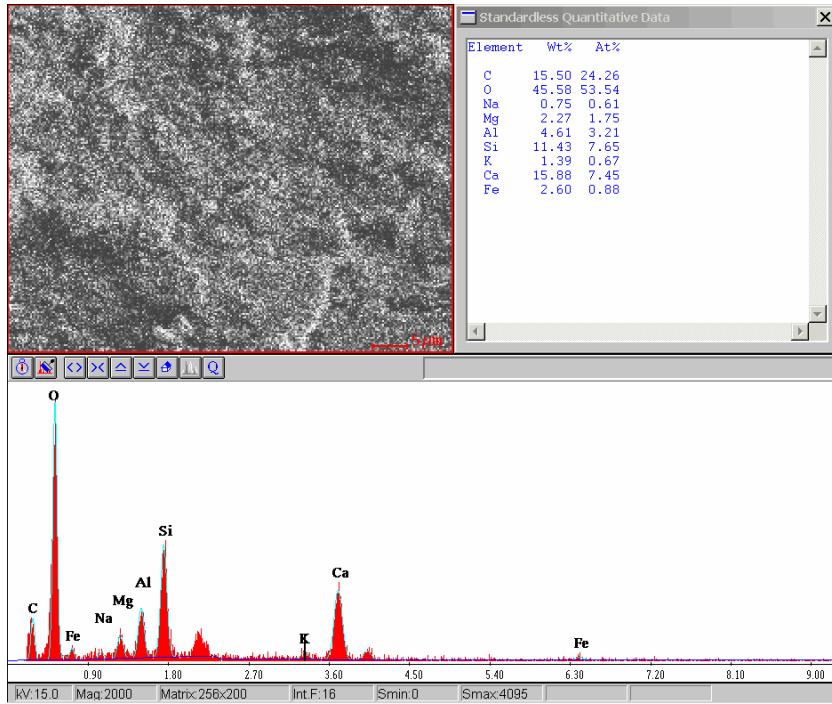 Standardless Quantitative Data
Element Wt% At%
C 15.50 24.26
O 45.58 53.54
Na 0.75 0.61
Mg 2.27 1.75
Al 4.61 3.21
Si 11.43 7.65
K 1.39 0.67
Ca 15.88 7.45
Fe 2.60 0.88
5 µm
Q
O
Si
Ca
Al
Mg
C
Na
Fe
K
Fe
0.90 1.80 2.70 3.60 4.50 5.40 6.30 7.20 8.10 9.00
kV:15.0 Mag:2000 Matrix:256x200 Int.F:16 Smin:0 Smax:4095